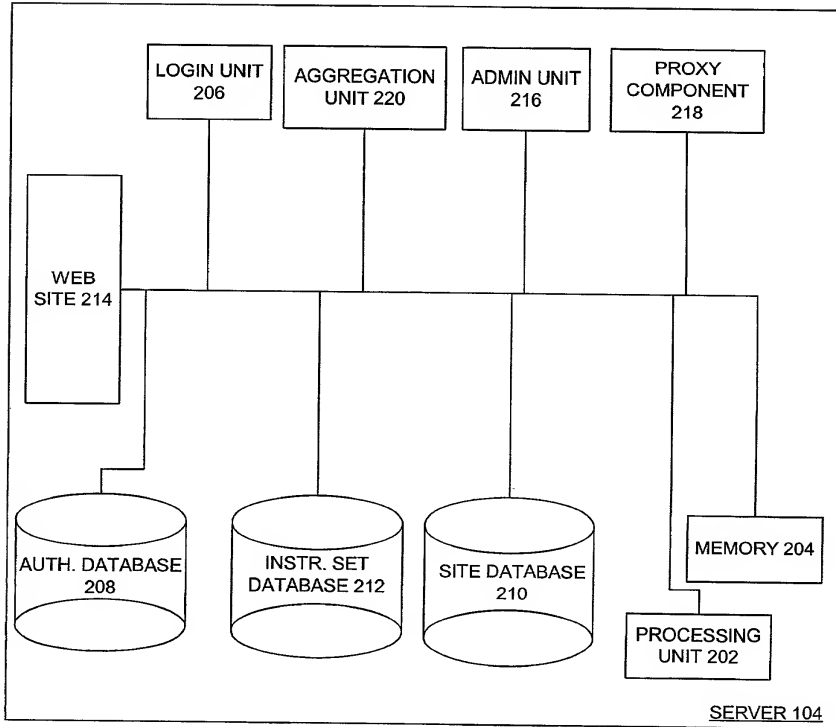 LOGIN UNIT
206
AGGREGATION
UNIT 220
ADMIN UNIT
216
PROXY
COMPONENT
218
WEB
SITE 214
AUTH. DATABASE
208
INSTR. SET
DATABASE 212
SITE DATABASE
210
MEMORY 204
PROCESSING
UNIT 202
SERVER 104